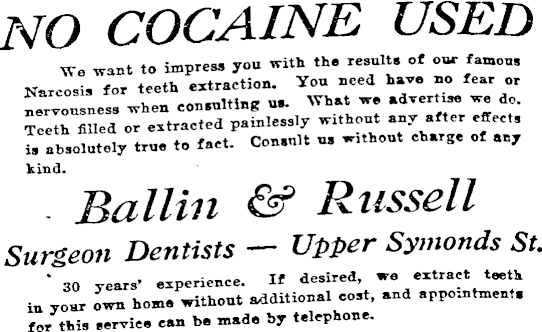 NO COCAINE USED
We want to impress you with the results of our famous
Narcosis for teeth extraction. You need have no fear or
nervousness when consulting us. What we advertise we do.
Teeth filled or extracted painlessly without any after effects
is absolutely true to fact. Consult us without charge of any
kind.
Ballin & Russell
Surgeon Dentists — Upper Symonds St.
30 years' experience. If desired, we extract teeth
in your own home without additional cost, and appointments
for this service can be made by telephone.